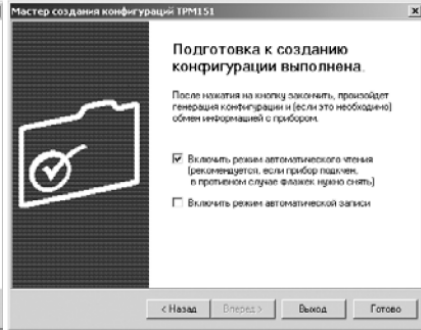 Мастер создания конфигураций ТРМ151
Подготовка к созданию
конфигурации выполнена.
После нажатия на кнопку закончить, произойдет
генерация конфигурации и (если это необходимо)
обмен информацией с прибором.
Включить режим автоматического чтения
(рекомендуется, если прибор подключен,
в противном случае флажек нужно снять)
Включить режим автоматической записи
< Назад
Вперед >
Выход
Готово